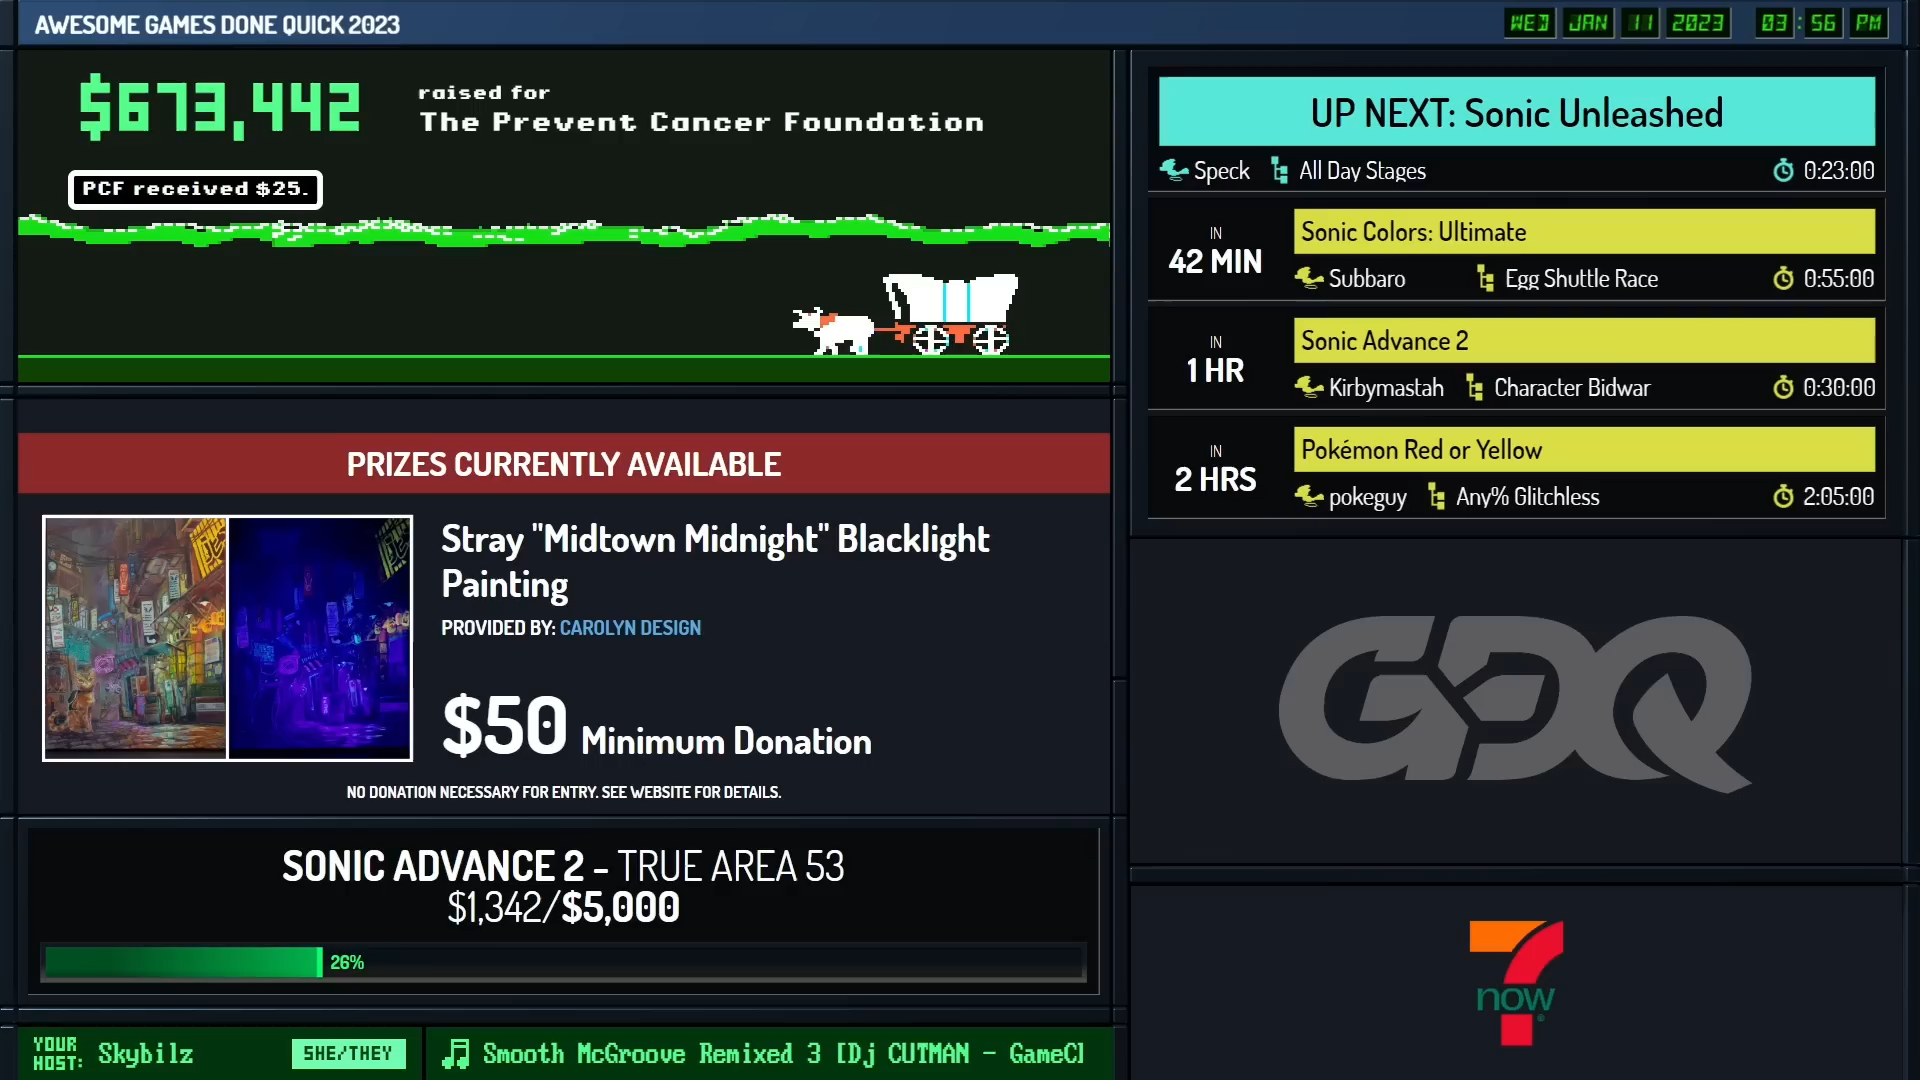 AWESOME GAMES DONE QUICK 2023
WED JAN 11 2023 03:56 PM
$673,442
raised for
The Prevent Cancer Foundation
PCF received $25.
UP NEXT: Sonic Unleashed
Speck All Day Stages 0:23:00
IN
42 MIN
Sonic Colors: Ultimate
Subbaro Egg Shuttle Race 0:55:00
IN
1 HR
Sonic Advance 2
Kirbymastah Character Bidwar 0:30:00
IN
2 HRS
Pokémon Red or Yellow
pokeguy Any% Glitchless 2:05:00
PRIZES CURRENTLY AVAILABLE
Stray "Midtown Midnight" Blacklight
Painting
PROVIDED BY: CAROLYN DESIGN
$50 Minimum Donation
NO DONATION NECESSARY FOR ENTRY. SEE WEBSITE FOR DETAILS.
GDQ
SONIC ADVANCE 2 – TRUE AREA 53
$1,342/$5,000
26%
7
now
YOUR
HOST: Skybilz SHE/THEY
Smooth McGroove Remixed 3 [Dj CUTMAN - GameC